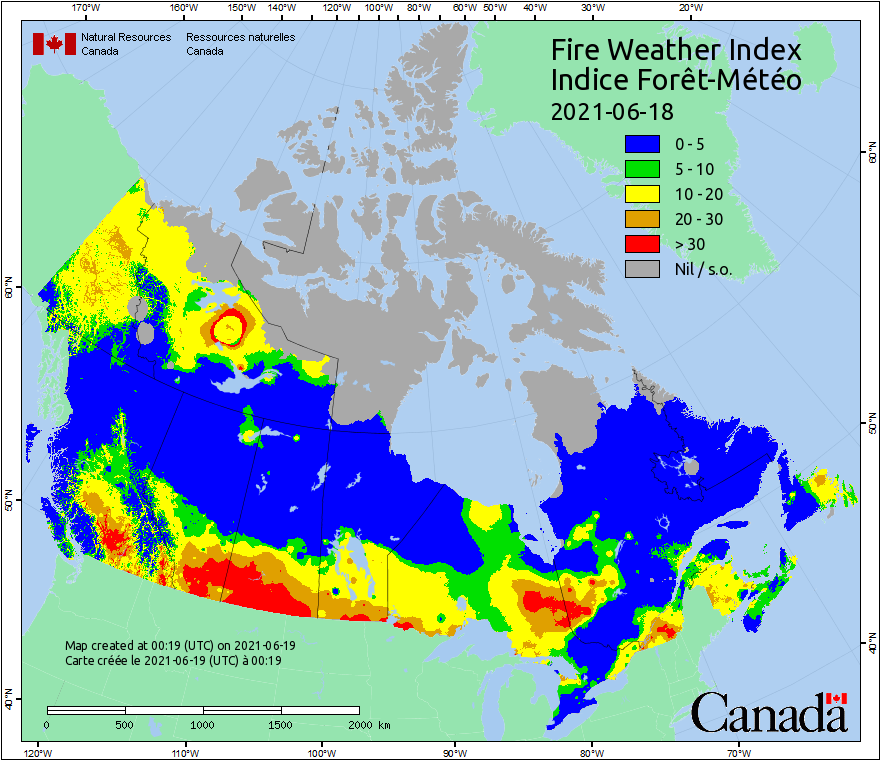 170°W 160°W 150°W 140°W 120°W 100°W 80°W 60°W 50°W 40°W 30°W 20°W
Natural Resources Ressources naturelles
Canada Canada
Fire Weather Index
Indice Forêt-Météo
2021-06-18
0 - 5
5 - 10
10 - 20
20 - 30
> 30
Nil / s.o.
60°N
60°N
50°N
50°N
40°N
40°N
Map created at 00:19 (UTC) on 2021-06-19
Carte créée le 2021-06-19 (UTC) à 00:19
0 500 1000 1500 2000 km
Canada
120°W 110°W 100°W 90°W 80°W 70°W